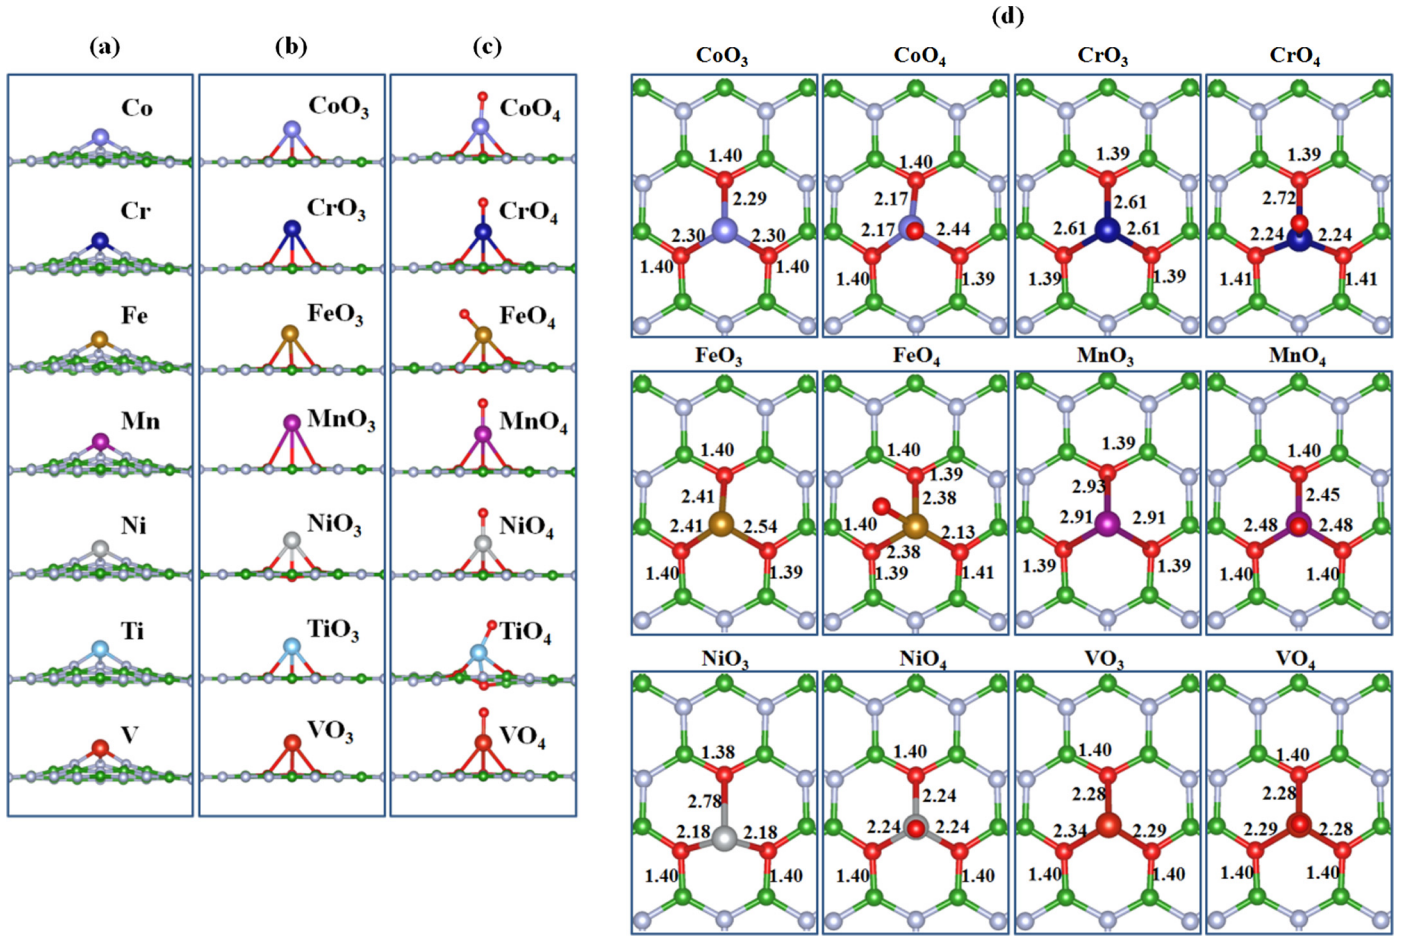 (a) (b) (c) (d)
Co CoO3 CoO4
Cr CrO3 CrO4
Fe FeO3 FeO4
Mn MnO3 MnO4
Ni NiO3 NiO4
Ti TiO3 TiO4
V VO3 VO4
CoO3 CoO4 CrO3 CrO4
1.40 1.40 1.39 1.39
2.29 2.17 2.61 2.72
2.30 2.30 2.17 2.44 2.61 2.61 2.24 2.24
1.40 1.40 1.40 1.39 1.39 1.39 1.41 1.41
FeO3 FeO4 MnO3 MnO4
1.40 1.40 1.39 1.39 1.40
2.41 2.38 2.93 2.45
2.41 2.54 1.40 2.13 2.91 2.91 2.48 2.48
2.38
1.40 1.39 1.39 1.41 1.39 1.39 1.40 1.40
NiO3 NiO4 VO3 VO4
1.38 1.40 1.40 1.40
2.78 2.24 2.28 2.28
2.18 2.18 2.24 2.24 2.34 2.29 2.29 2.28
1.40 1.40 1.40 1.40 1.40 1.40 1.40 1.40